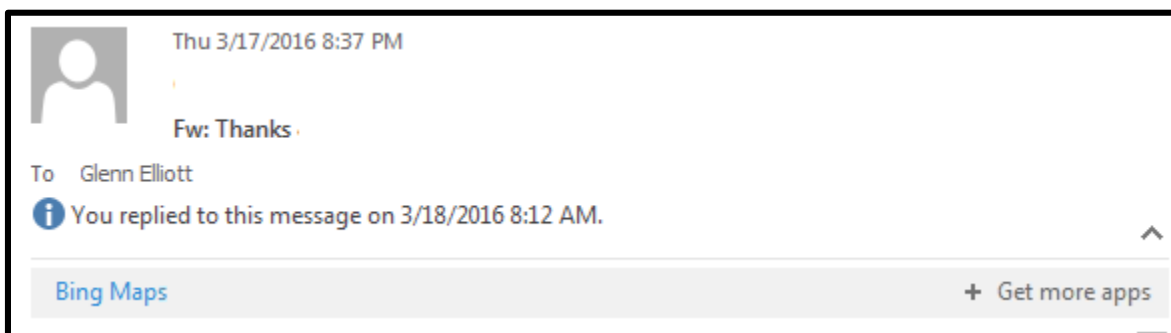 Thu 3/17/2016 8:37 PM
Fw: Thanks
To Glenn Elliott
You replied to this message on 3/18/2016 8:12 AM.
Bing Maps + Get more apps